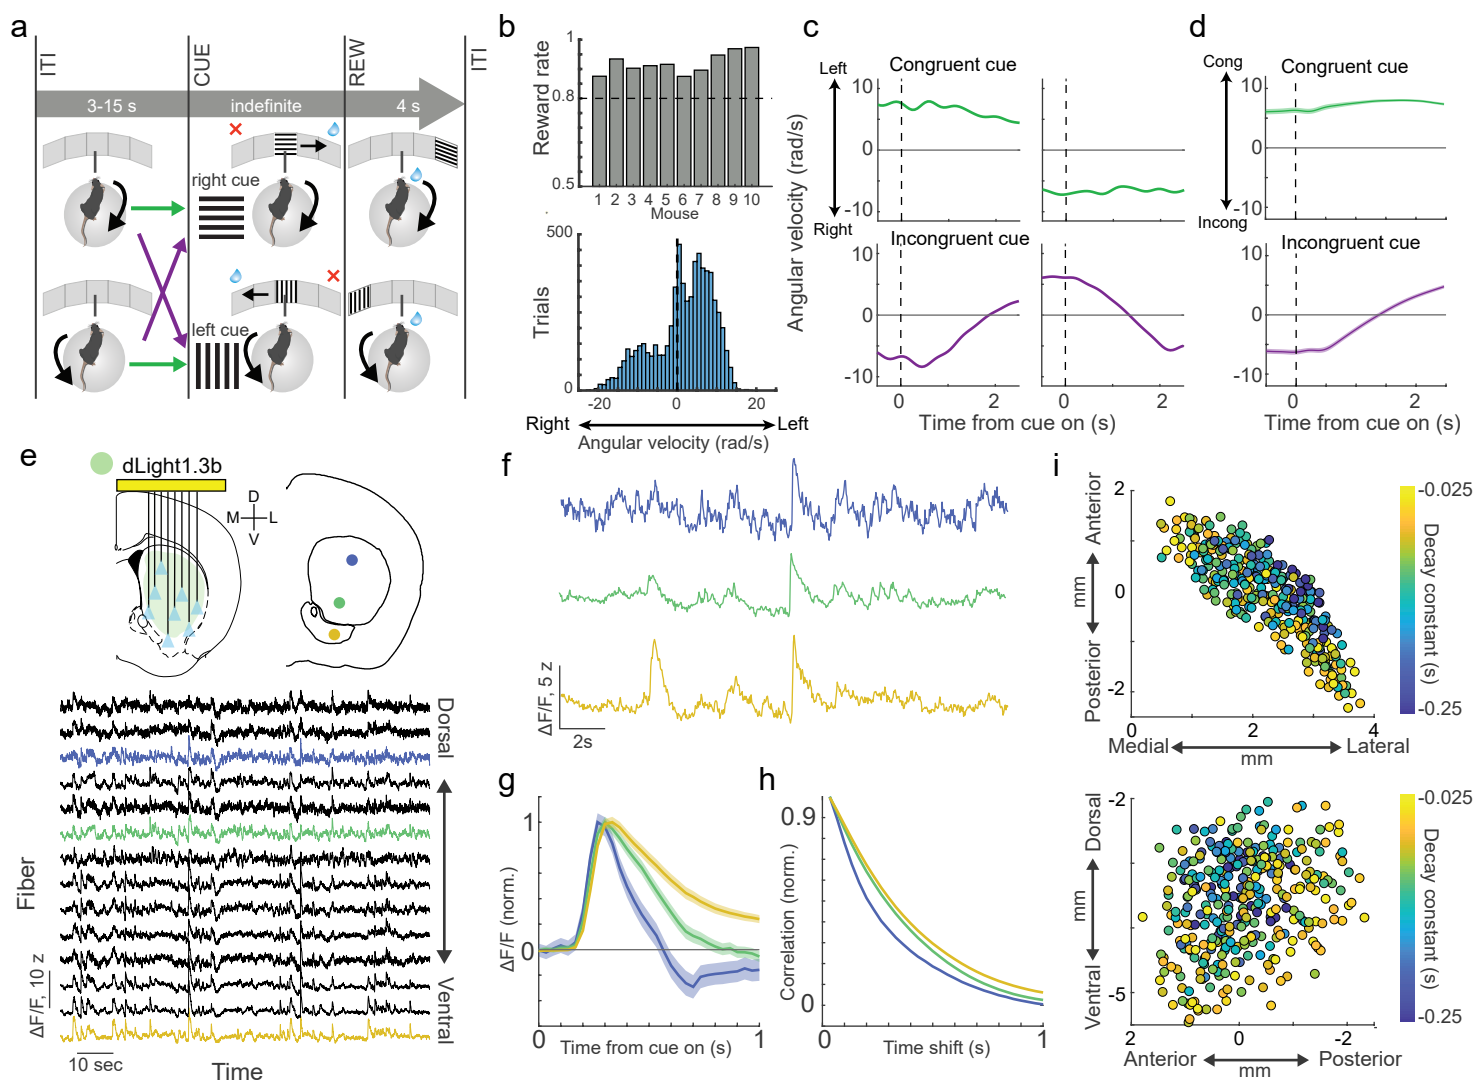 a
ITI
CUE
REW
ITI
3-15 s
indefinite
4 s
right cue
left cue
b
Reward rate
1
0.8
0.5
1 2 3 4 5 6 7 8 9 10
Mouse
Trials
500
0
-20 0 20
Right Left
Angular velocity (rad/s)
c
Left
Right
Angular velocity (rad/s)
Congruent cue
10
0
-10
Incongruent cue
10
0
-10
0 2 0 2
Time from cue on (s)
d
Cong
Incong
Congruent cue
10
0
-10
Incongruent cue
10
0
-10
0 2
Time from cue on (s)
e
dLight1.3b
D
M L
V
Fiber
ΔF/F, 10 z
10 sec
Time
Dorsal
Ventral
f
ΔF/F, 5 z
2s
g
ΔF/F (norm.)
1
0
0 1
Time from cue on (s)
h
Correlation (norm.)
0.9
0
0 1
Time shift (s)
i
Anterior
mm
Posterior
2
0
-2
0 2 4
Medial Lateral
mm
-0.025
Decay constant (s)
-0.25
Dorsal
mm
Ventral
-2
-5
2 0 -2
Anterior Posterior
mm
-0.025
Decay constant (s)
-0.25